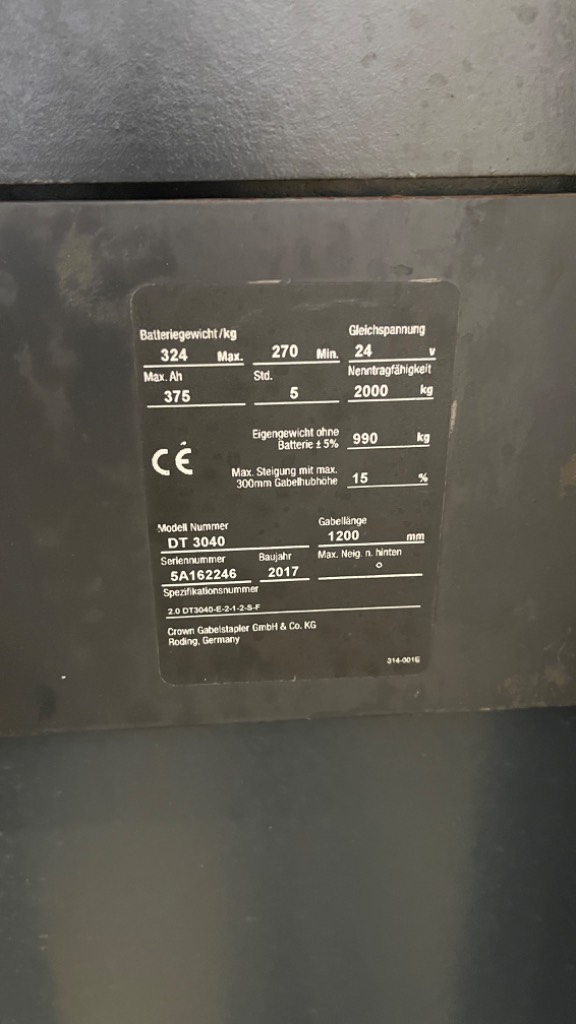 Batteriegewicht/kg
324 Max. 270 Min.
Gleichspannung
24 V
Max. Ah
375
Std.
5
Nenntragfähigkeit
2000 kg
Eigengewicht ohne
Batterie ± 5% 990 kg
CE
Max. Steigung mit max.
300mm Gabelhubhöhe 15 %
Modell Nummer
DT 3040
Gabellänge
1200 mm
Seriennummer
5A162246
Baujahr
2017
Max. Neig. n. hinten
o
Spezifikationsnummer
2.0 DT3040-E-2-1-2-S-F
Crown Gabelstapler GmbH & Co. KG
Roding, Germany